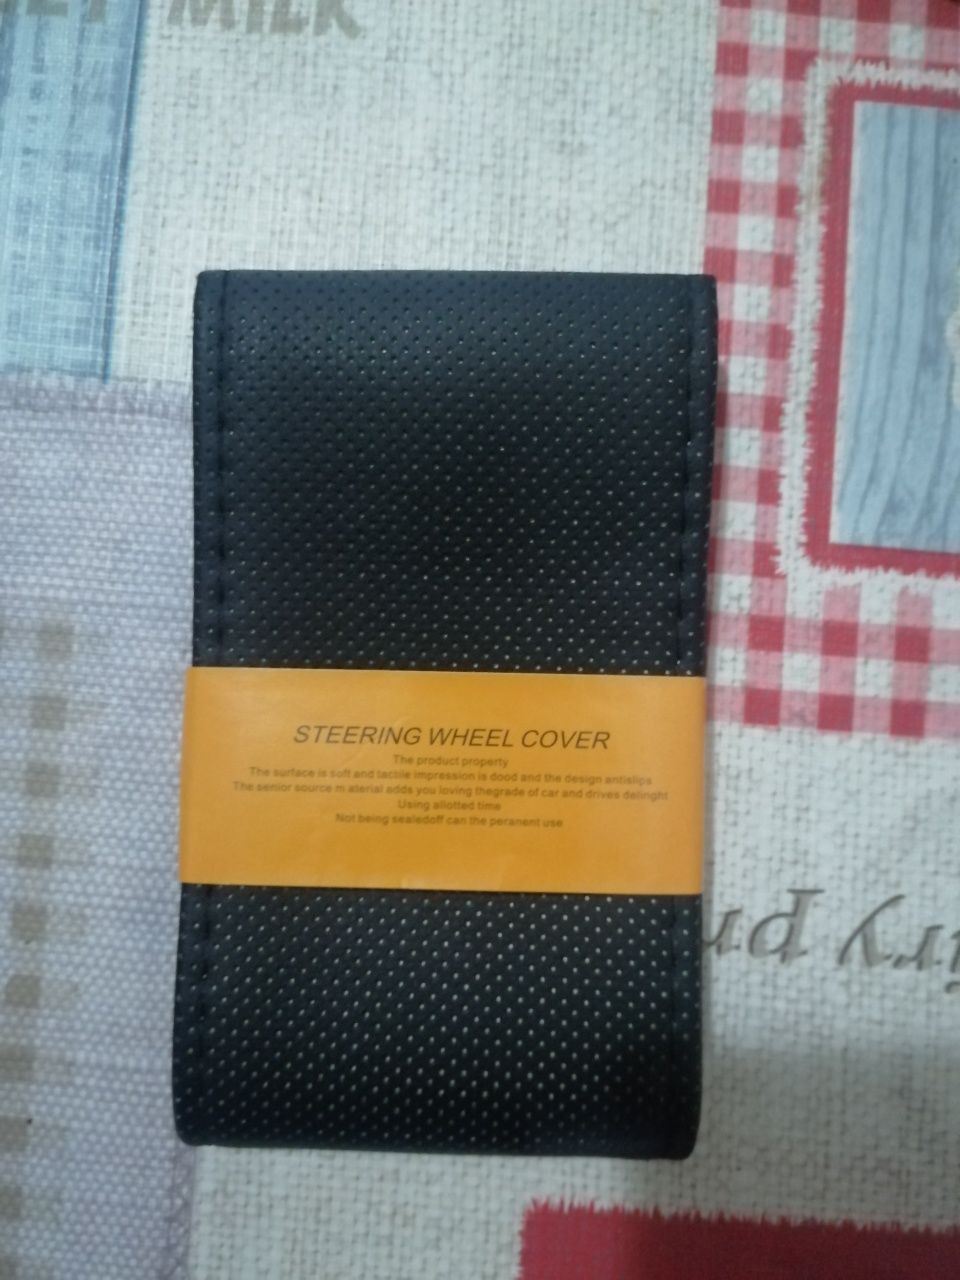 MILK
STEERING WHEEL COVER
The product property
The surface is soft and tactile impression is dood and the design antislips
The senior source m aterial adds you loving thegrade of car and drives delinght
Using allotted time
Not being sealedoff can the peranent use